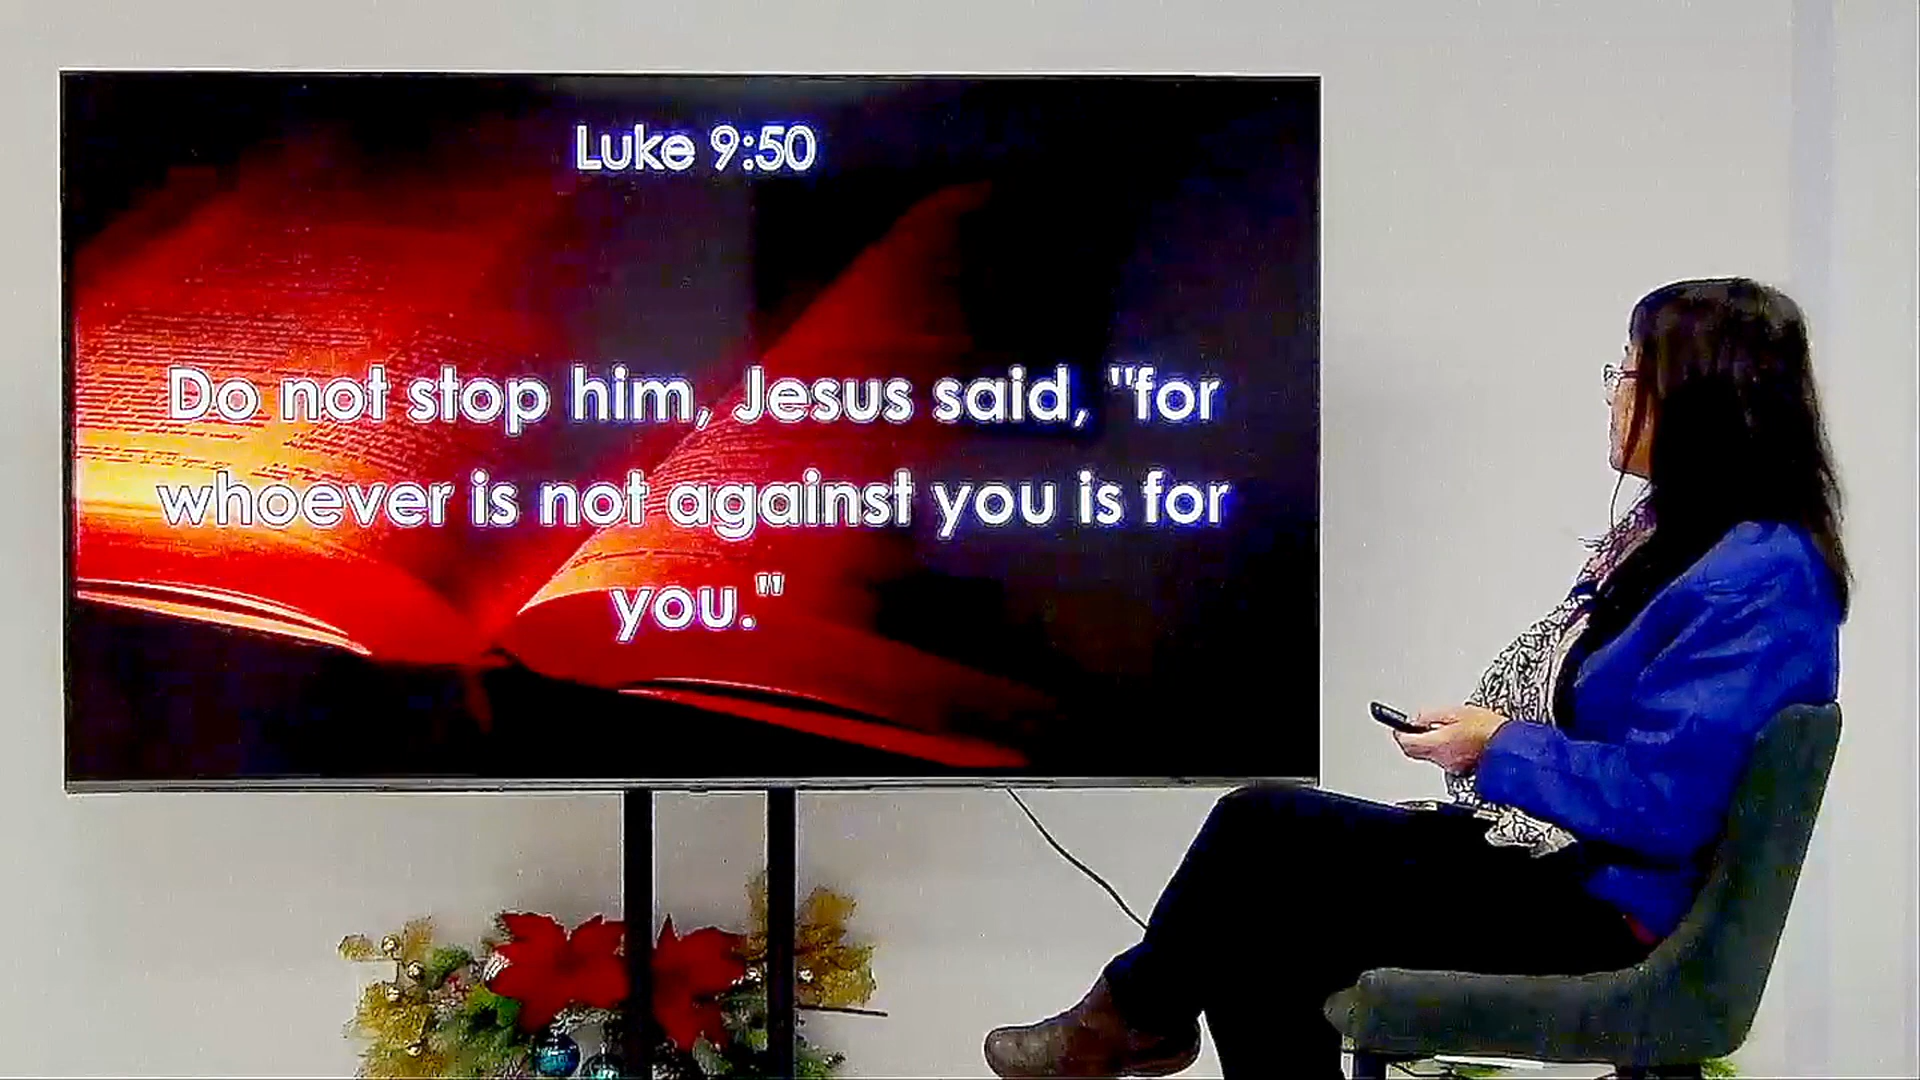 Luke 9:50
Do not stop him, Jesus said, "for
whoever is not against you is for
you."